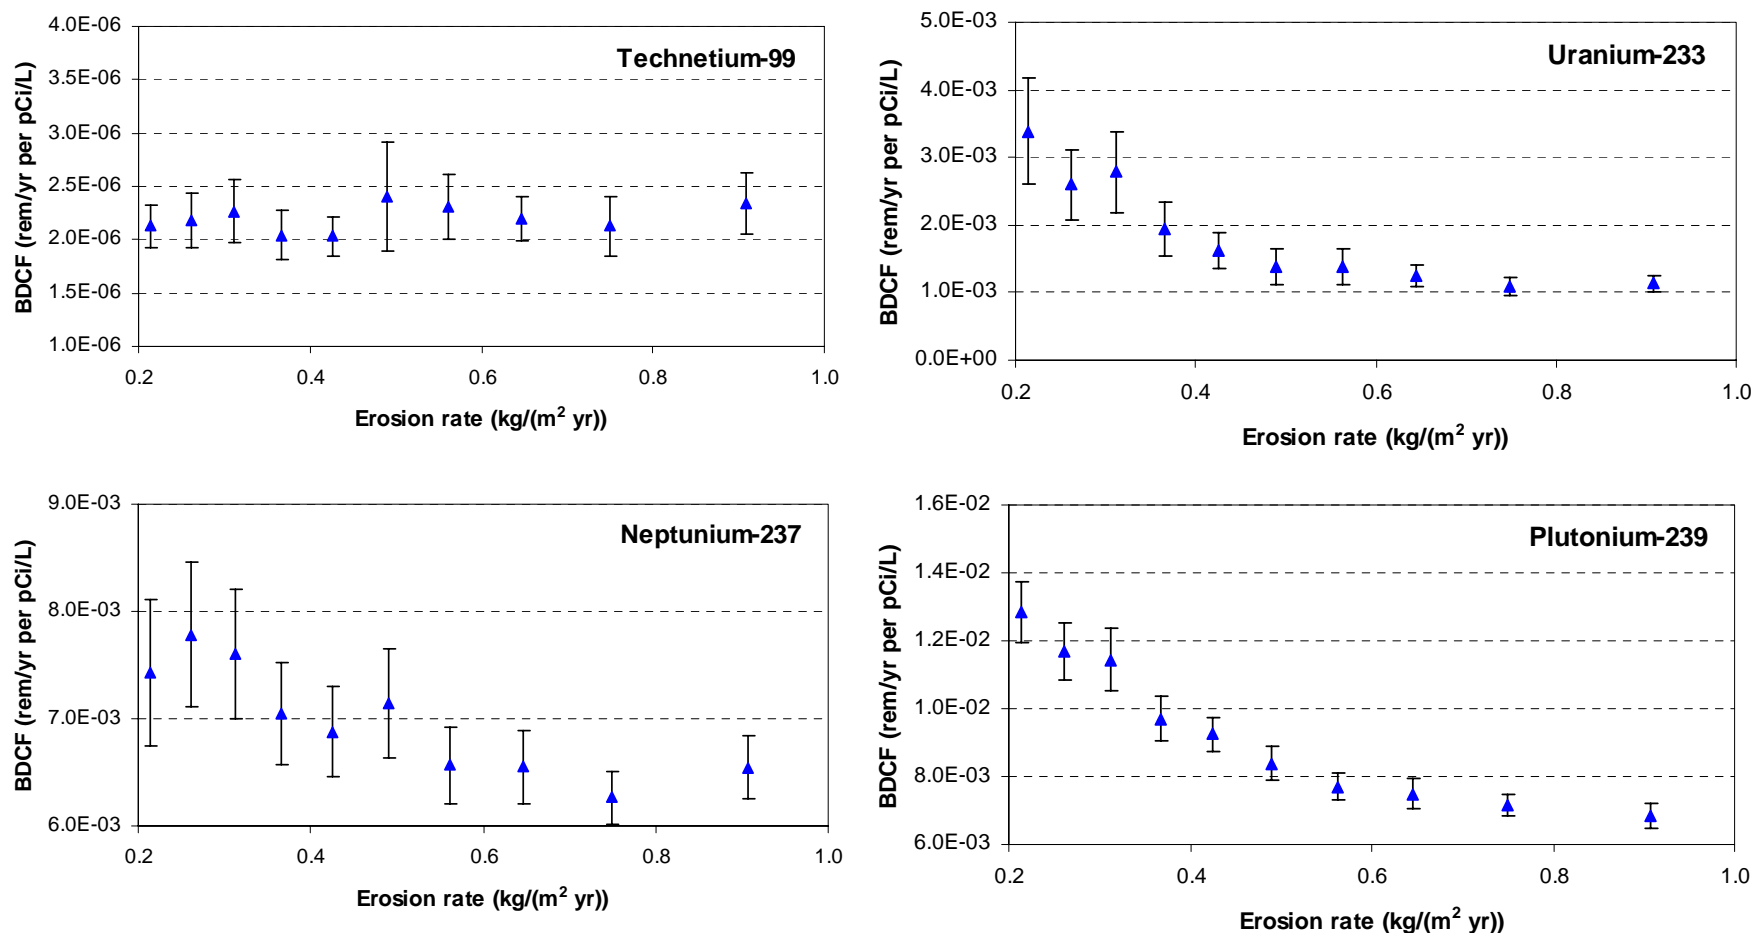 Technetium-99
BDCF (rem/yr per pCi/L)
4.0E-06
3.5E-06
3.0E-06
2.5E-06
2.0E-06
1.5E-06
1.0E-06
0.2 0.4 0.6 0.8 1.0
Erosion rate (kg/(m² yr))
Uranium-233
BDCF (rem/yr per pCi/L)
5.0E-03
4.0E-03
3.0E-03
2.0E-03
1.0E-03
0.0E+00
0.2 0.4 0.6 0.8 1.0
Erosion rate (kg/(m² yr))
Neptunium-237
BDCF (rem/yr per pCi/L)
9.0E-03
8.0E-03
7.0E-03
6.0E-03
0.2 0.4 0.6 0.8 1.0
Erosion rate (kg/(m² yr))
Plutonium-239
BDCF (rem/yr per pCi/L)
1.6E-02
1.4E-02
1.2E-02
1.0E-02
8.0E-03
6.0E-03
0.2 0.4 0.6 0.8 1.0
Erosion rate (kg/(m² yr))